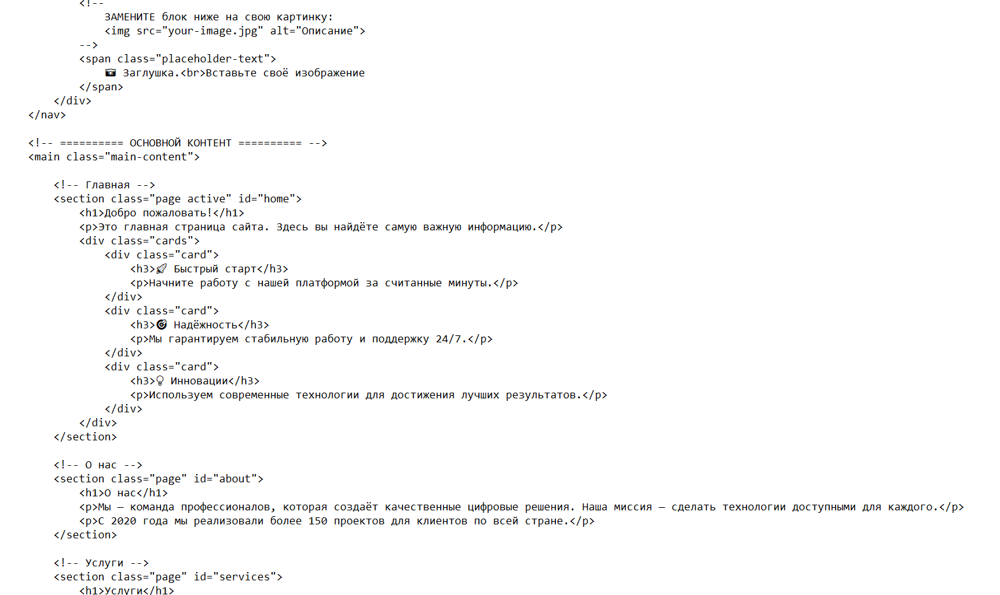 <!--
ЗАМЕНИТЕ блок ниже на свою картинку:
<img src="your-image.jpg" alt="Описание">
-->
<span class="placeholder-text">
📷 Заглушка.<br>Вставьте своё изображение
</span>
</div>
</nav>
<!-- ========== ОСНОВНОЙ КОНТЕНТ ========== -->
<main class="main-content">
<!-- Главная -->
<section class="page active" id="home">
<h1>Добро пожаловать!</h1>
<p>Это главная страница сайта. Здесь вы найдёте самую важную информацию.</p>
<div class="cards">
<div class="card">
<h3>🚀 Быстрый старт</h3>
<p>Начните работу с нашей платформой за считанные минуты.</p>
</div>
<div class="card">
<h3>🎯 Надёжность</h3>
<p>Мы гарантируем стабильную работу и поддержку 24/7.</p>
</div>
<div class="card">
<h3>💡 Инновации</h3>
<p>Используем современные технологии для достижения лучших результатов.</p>
</div>
</div>
</section>
<!-- О нас -->
<section class="page" id="about">
<h1>О нас</h1>
<p>Мы — команда профессионалов, которая создаёт качественные цифровые решения. Наша миссия — сделать технологии доступными для каждого.</p>
<p>С 2020 года мы реализовали более 150 проектов для клиентов по всей стране.</p>
</section>
<!-- Услуги -->
<section class="page" id="services">
<h1>Услуги</h1>